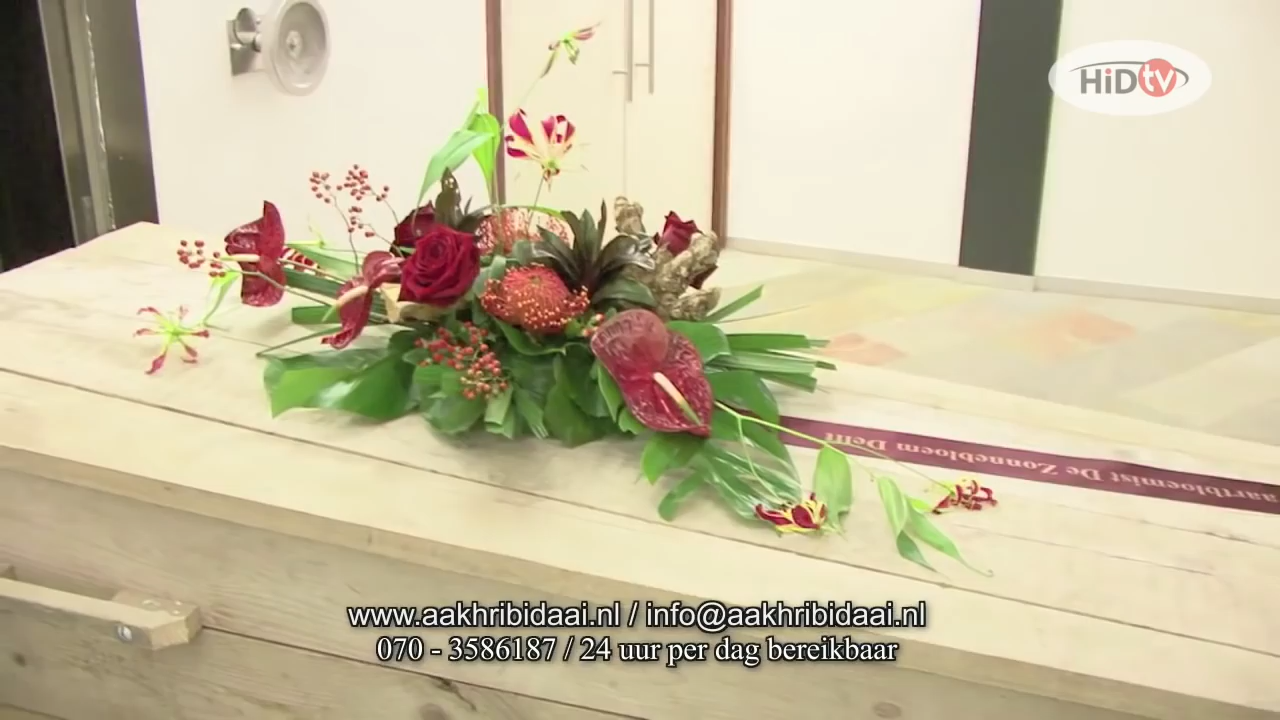 HiDtv
aartbloemist De Zonnebloem Delft
www.aakhribidaai.nl / info@aakhribidaai.nl
070 - 3586187 / 24 uur per dag bereikbaar